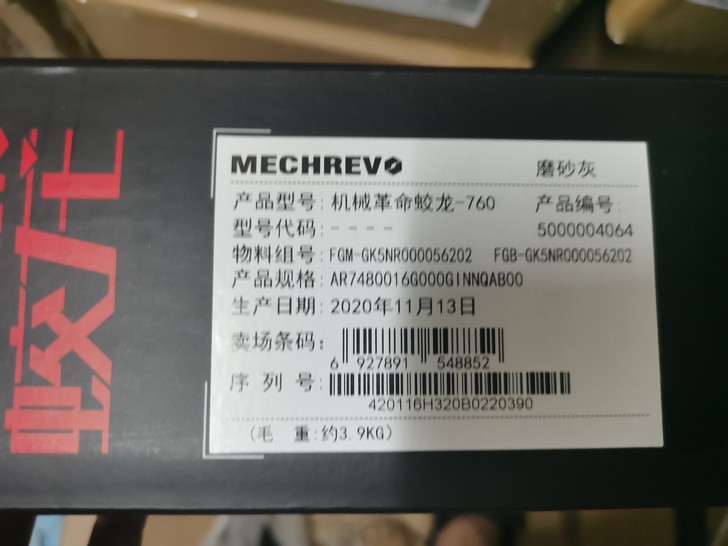 蛟龙
MECHREVO 磨砂灰
产品型号: 机械革命蛟龙-760 产品编号:
型号代码: - - - - 5000004064
物料组号: FGM-GK5NR000056202 FGB-GK5NR000056202
产品规格: AR7480016G000GINNQAB00
生产日期: 2020年11月13日
卖场条码:
6 927891 548852
序 列 号:
420116H320B0220390
(毛 重:约3.9KG)